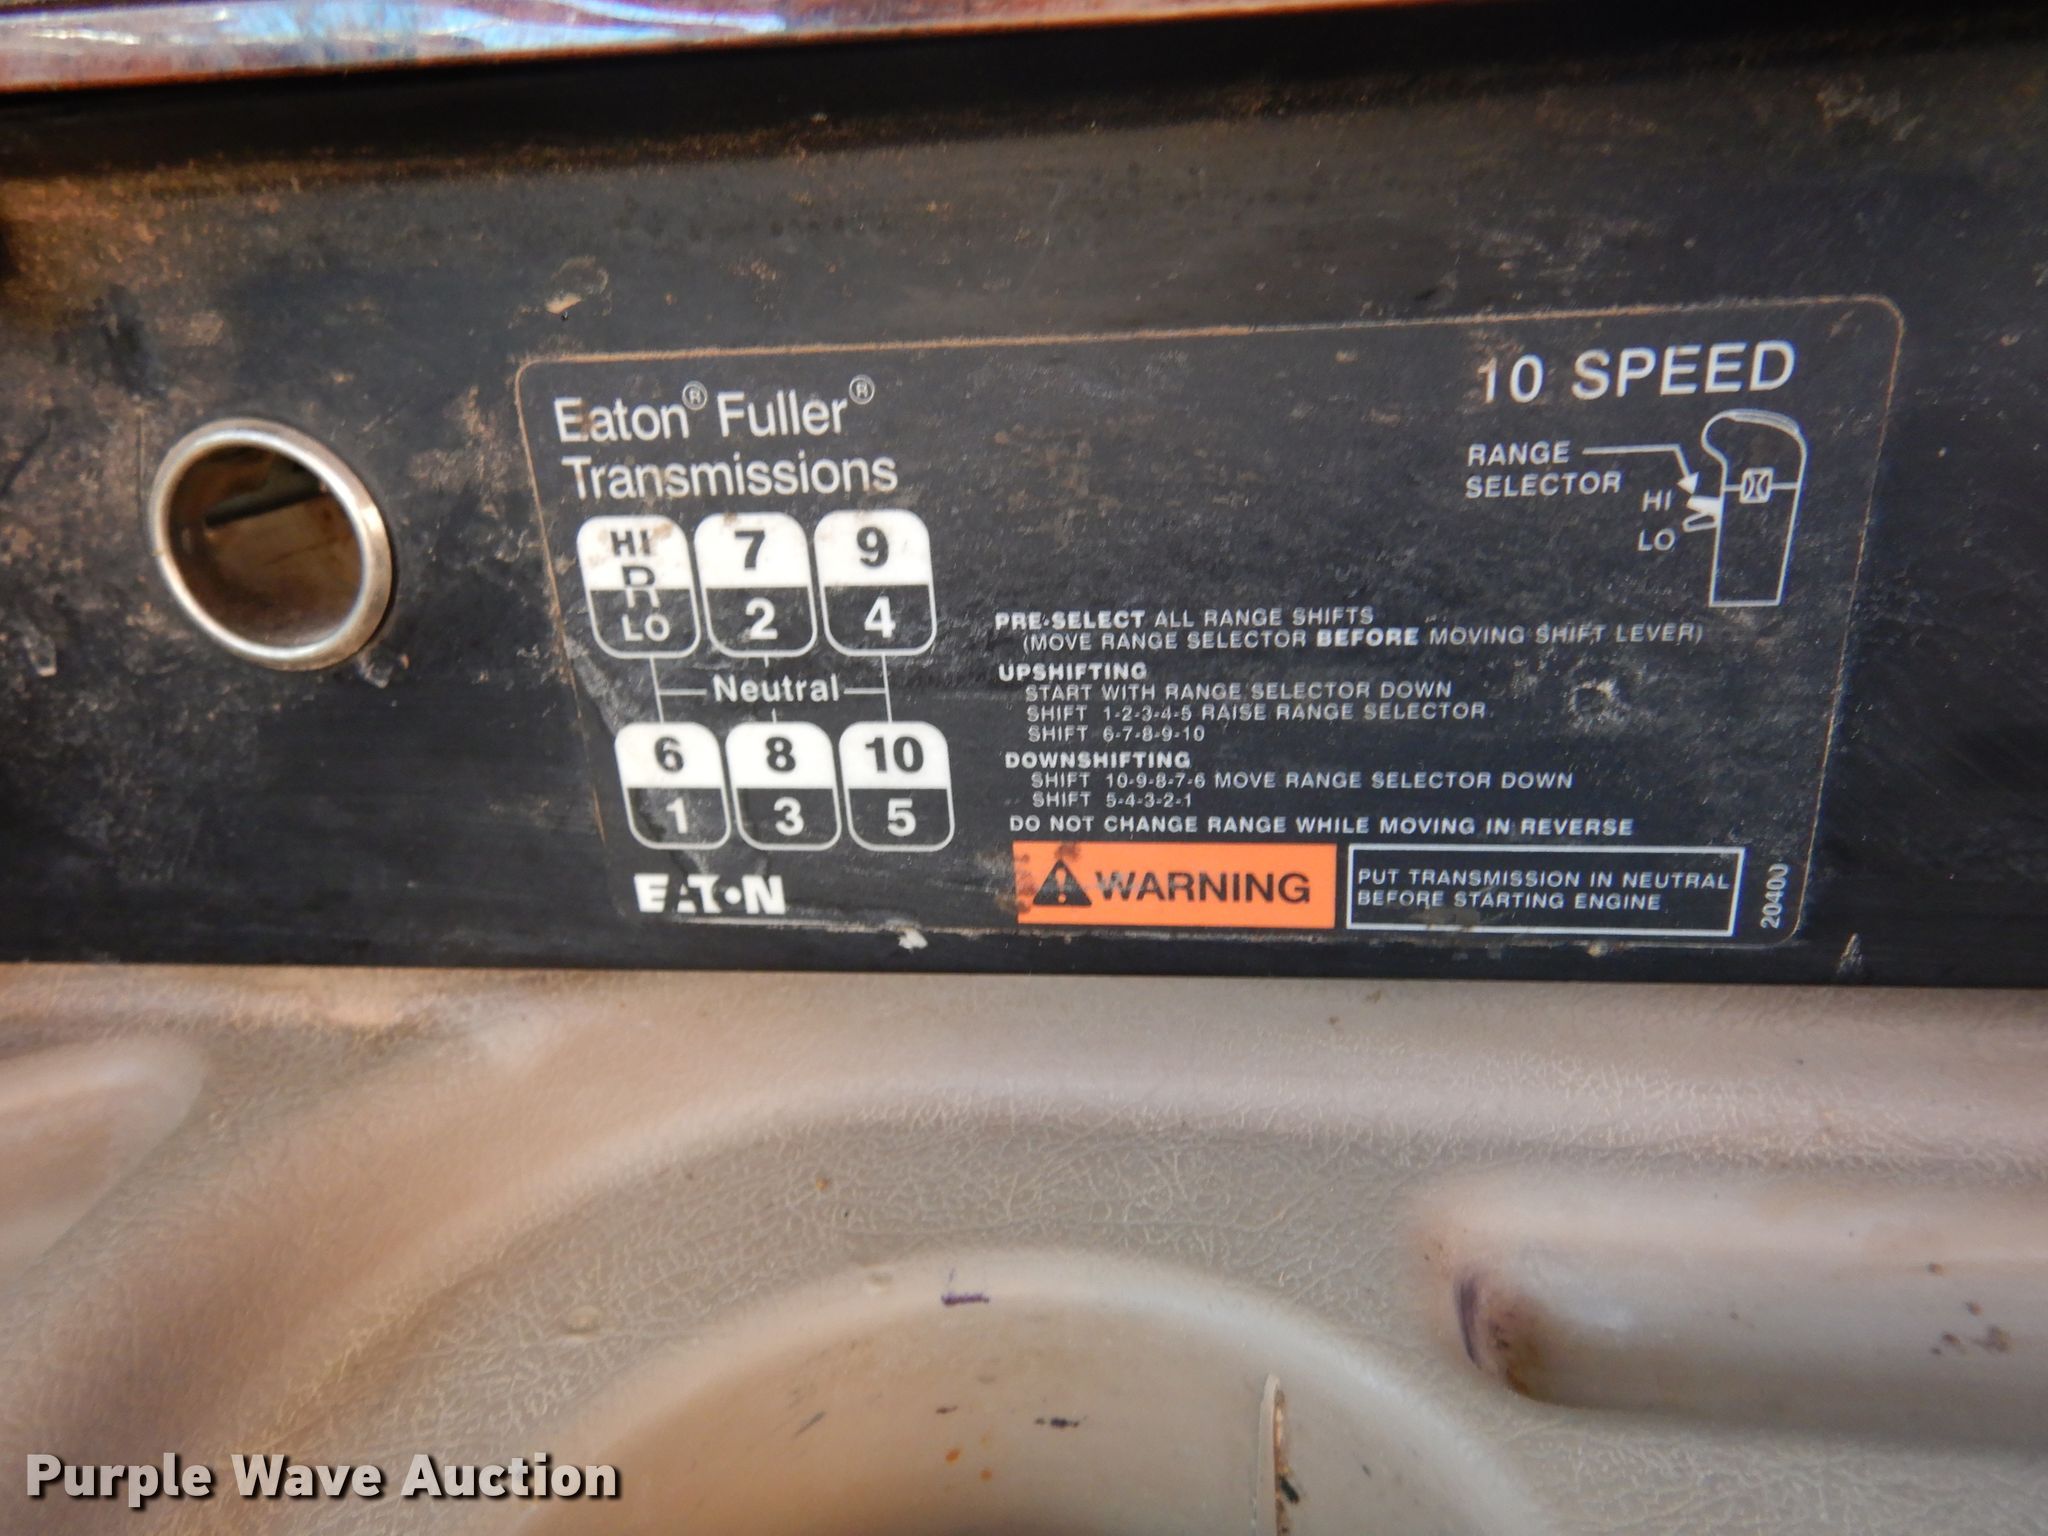 10 SPEED
Eaton® Fuller®
Transmissions
RANGE
SELECTOR
HI
LO
HI 7 9
R
LO 2 4
Neutral
6 8 10
1 3 5
EATON
PRE-SELECT ALL RANGE SHIFTS
(MOVE RANGE SELECTOR BEFORE MOVING SHIFT LEVER)
UPSHIFTING
START WITH RANGE SELECTOR DOWN
SHIFT 1-2-3-4-5 RAISE RANGE SELECTOR
SHIFT 6-7-8-9-10
DOWNSHIFTING
SHIFT 10-9-8-7-6 MOVE RANGE SELECTOR DOWN
SHIFT 5-4-3-2-1
DO NOT CHANGE RANGE WHILE MOVING IN REVERSE
WARNING
PUT TRANSMISSION IN NEUTRAL
BEFORE STARTING ENGINE
Purple Wave Auction